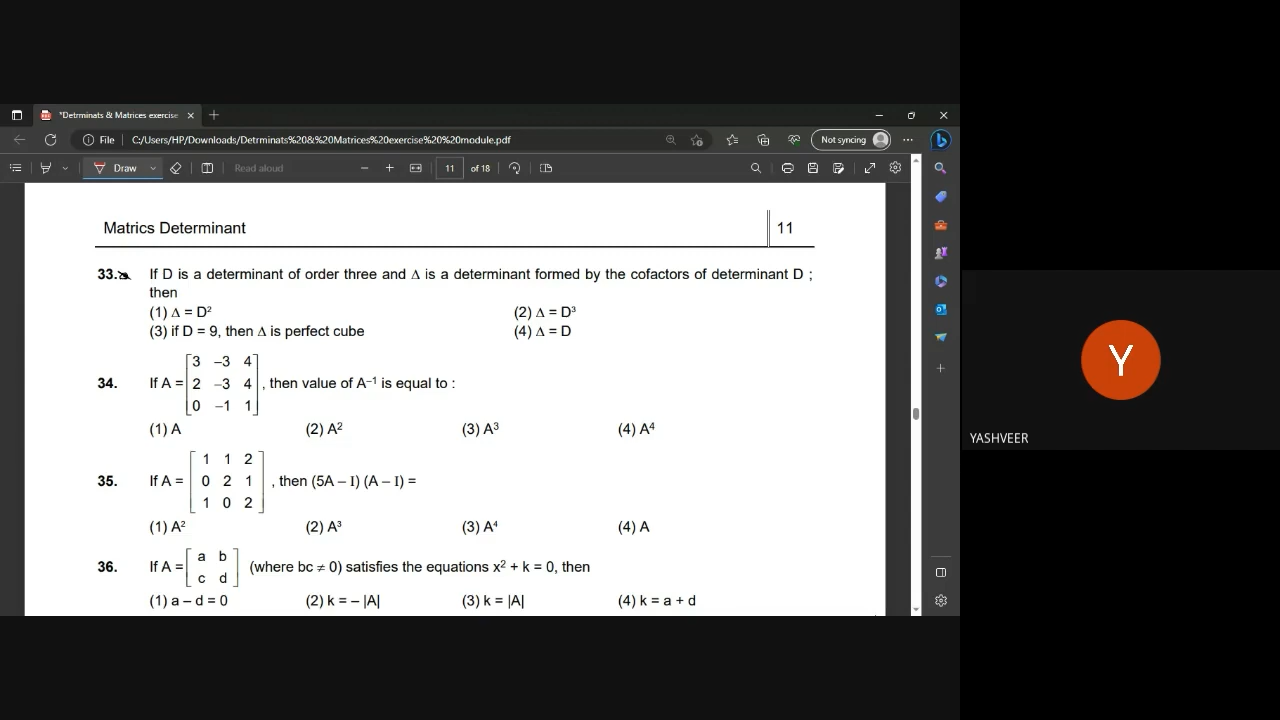 *Detrminats & Matrices exercise
File C:/Users/HP/Downloads/Detrminats%20&%20Matrices%20exercise%20%20module.pdf
Not syncing
Draw
Read aloud
11 of 18
Matrics Determinant 11
33. If D is a determinant of order three and Δ is a determinant formed by the cofactors of determinant D ;
then
(1) Δ = D² (2) Δ = D³
(3) if D = 9, then Δ is perfect cube (4) Δ = D
3 –3 4
34. If A = 2 –3 4 , then value of A⁻¹ is equal to :
0 –1 1
(1) A (2) A² (3) A³ (4) A⁴
1 1 2
35. If A = 0 2 1 , then (5A – I) (A – I) =
1 0 2
(1) A² (2) A³ (3) A⁴ (4) A
a b
36. If A = (where bc ≠ 0) satisfies the equations x² + k = 0, then
c d
(1) a – d = 0 (2) k = – |A| (3) k = |A| (4) k = a + d
Y
YASHVEER